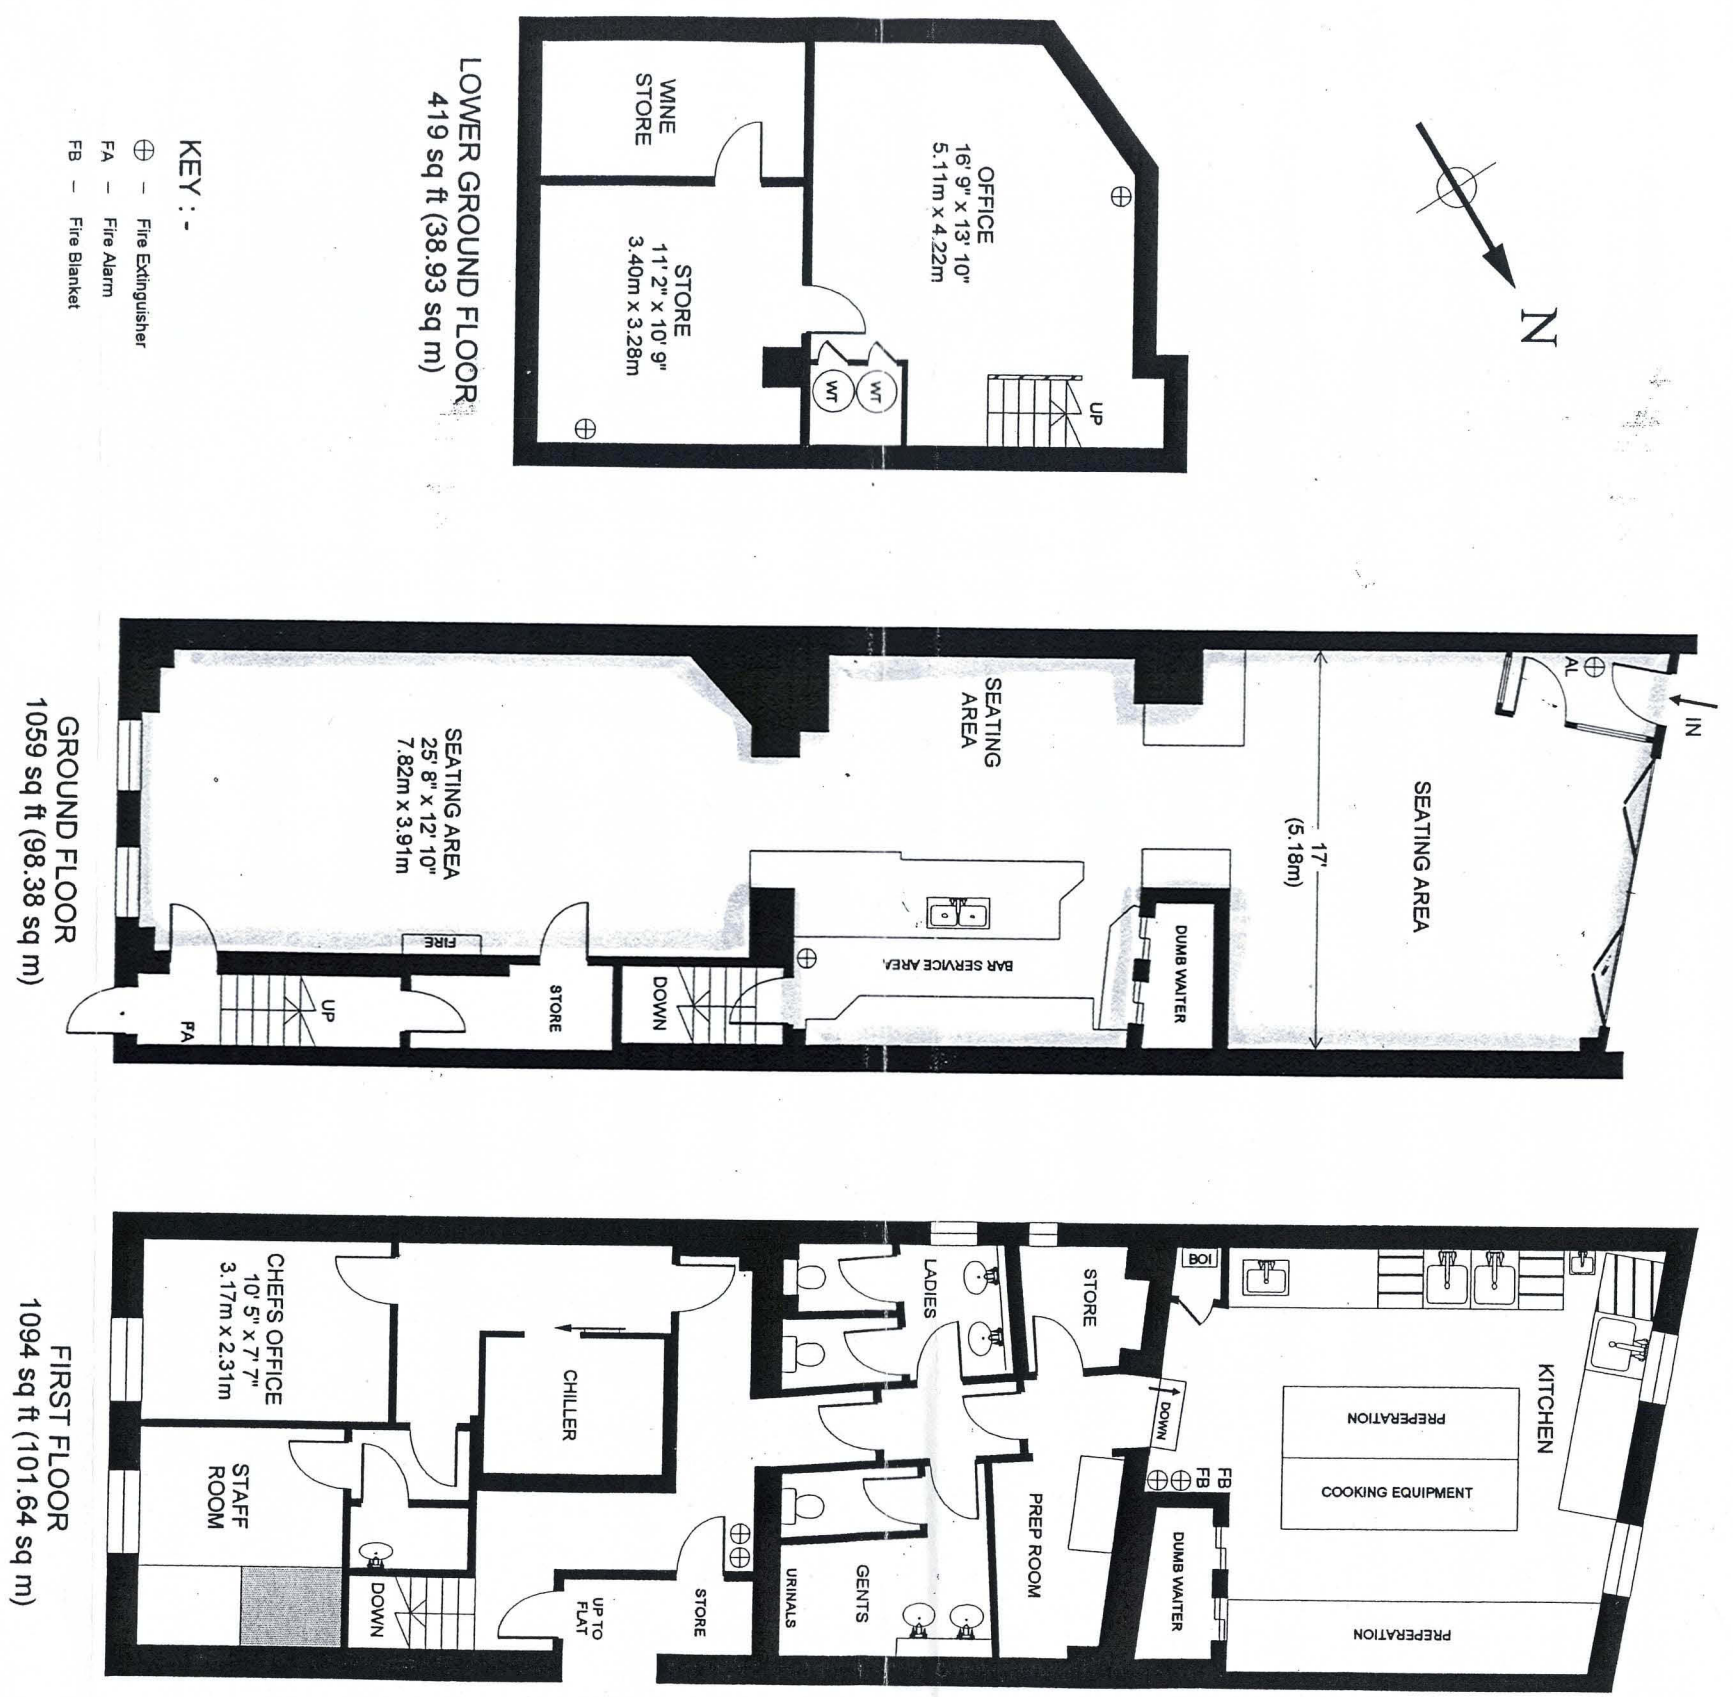 N
OFFICE
16' 9" x 13' 10"
5.11m x 4.22m
UP
WT
WT
WINE
STORE
STORE
11' 2" x 10' 9"
3.40m x 3.28m
LOWER GROUND FLOOR
419 sq ft (38.93 sq m)
KEY : -
⊕ – Fire Extinguisher
FA – Fire Alarm
FB – Fire Blanket
IN
AL
SEATING AREA
17'
(5.18m)
DUMB WAITER
SEATING
AREA
BAR SERVICE AREA
DOWN
STORE
SEATING AREA
25' 8" x 12' 10"
7.82m x 3.91m
FIRE
UP
FA
GROUND FLOOR
1059 sq ft (98.38 sq m)
KITCHEN
PREPARATION
COOKING EQUIPMENT
PREPARATION
BOI
DOWN
FB
FB
DUMB WAITER
STORE
PREP ROOM
LADIES
GENTS
URINALS
STORE
UP TO
FLAT
CHILLER
DOWN
CHEFS OFFICE
10' 5" x 7' 7"
3.17m x 2.31m
STAFF
ROOM
FIRST FLOOR
1094 sq ft (101.64 sq m)